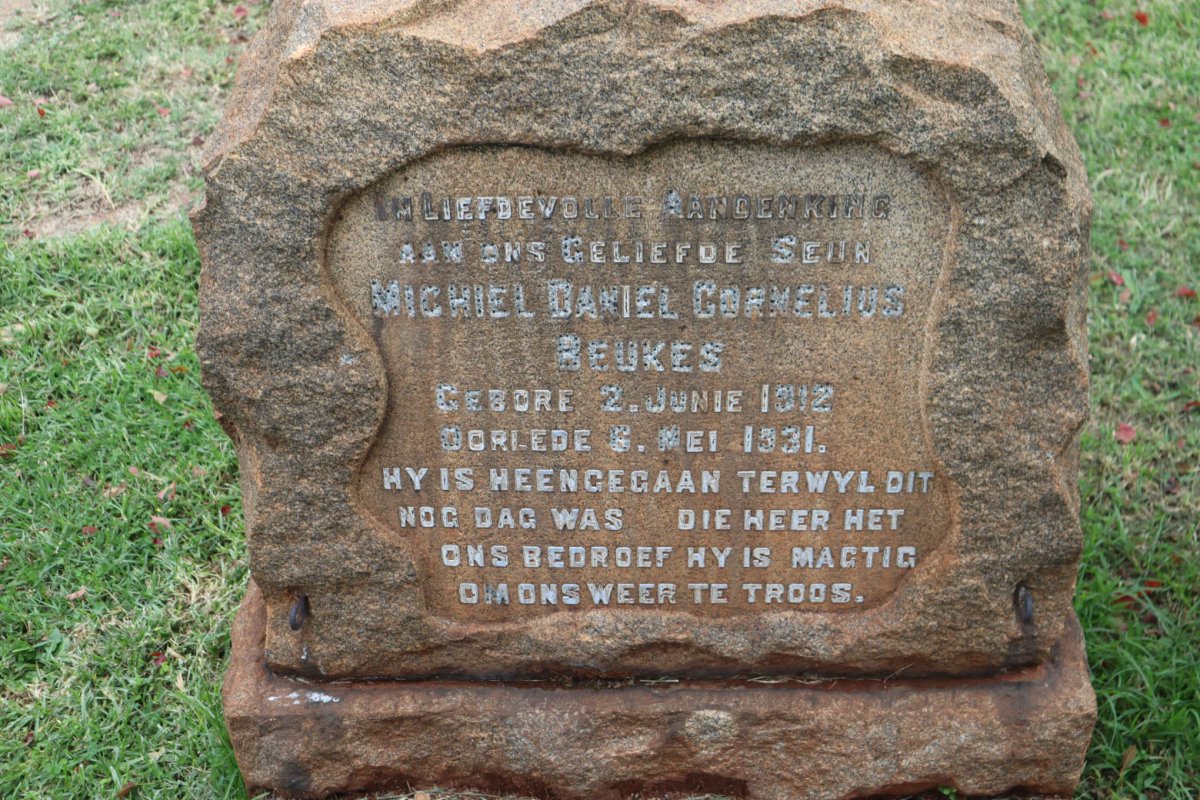 In Liefdevolle Aandenking
aan ons Geliefde Seun
Michiel Daniel Cornelius
Beukes
Gebore 2. Junie 1912
Oorlede 6. Mei 1931.
HY IS HEENGEGAAN TERWYL DIT
NOG DAG WAS DIE HEER HET
ONS BEDROEF HY IS MAGTIG
OM ONS WEER TE TROOS.